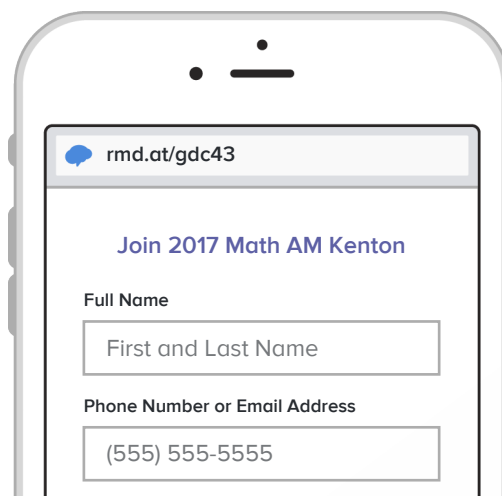 rmd.at/gdc43
Join 2017 Math AM Kenton
Full Name
First and Last Name
Phone Number or Email Address
(555) 555-5555